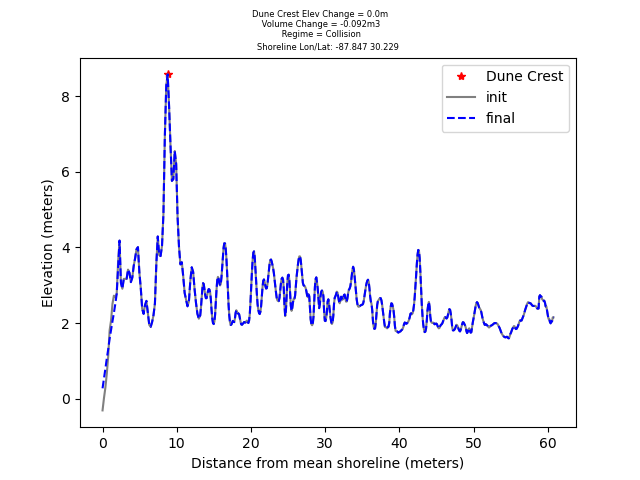 Dune Crest Elev Change = 0.0m
Volume Change = -0.092m3
Regime = Collision
Shoreline Lon/Lat: -87.847 30.229
Dune Crest
init
final
8
6
4
2
0
Elevation (meters)
0 10 20 30 40 50 60
Distance from mean shoreline (meters)